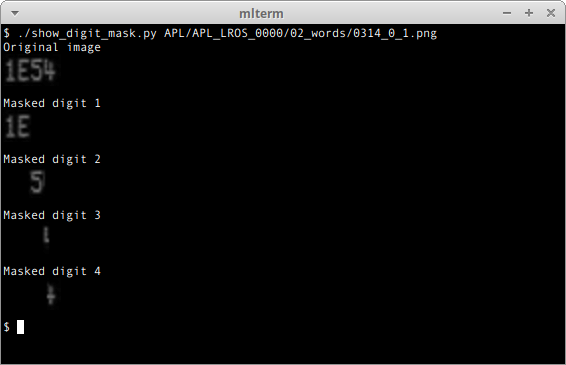 mlterm
$ ./show_digit_mask.py APL/APL_LROS_0000/02_words/0314_0_1.png
Original image
1E54
Masked digit 1
1E
Masked digit 2
5
Masked digit 3
Masked digit 4
$